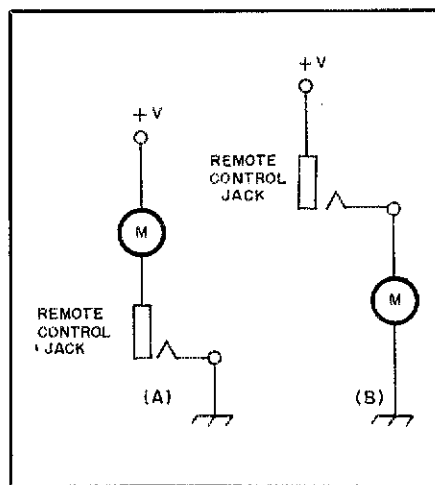 + V
M
REMOTE
CONTROL
JACK
(A)
+ V
REMOTE
CONTROL
JACK
M
(B)